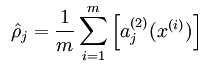 \hat{\rho}_j = \frac{1}{m} \sum_{i=1}^{m} \left[ a_j^{(2)}(x^{(i)}) \right]